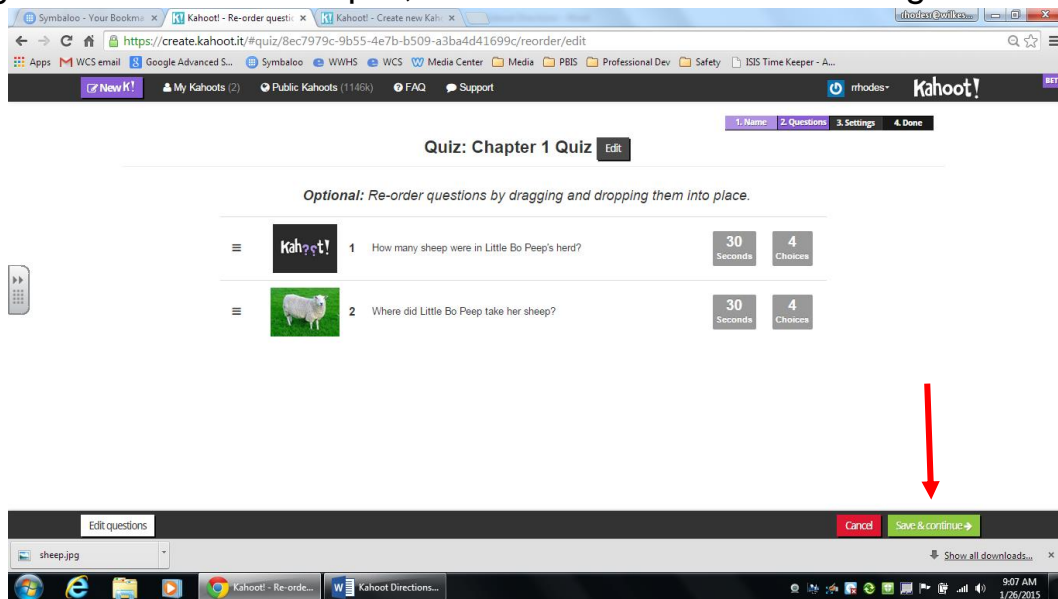 Symbaloo - Your Bookma × Kahoot! - Re-order questio × Kahoot! - Create new Kaho ×
https://create.kahoot.it/#quiz/8ec7979c-9b55-4e7b-b509-a3ba4d41699c/reorder/edit
Apps WCS email Google Advanced S... Symbaloo WWHS WCS Media Center Media PBIS Professional Dev Safety ISIS Time Keeper - A...
New K! My Kahoots (2) Public Kahoots (1146k) FAQ Support rrhodes Kahoot! BET
1. Name 2. Questions 3. Settings 4. Done
Quiz: Chapter 1 Quiz Edit
Optional: Re-order questions by dragging and dropping them into place.
Kahoot! 1 How many sheep were in Little Bo Peep's herd? 30 Seconds 4 Choices
2 Where did Little Bo Peep take her sheep? 30 Seconds 4 Choices
Edit questions Cancel Save & continue
sheep.jpg Show all downloads... ×
Kahoot! - Re-orde... Kahoot Directions... 9:07 AM
1/26/2015